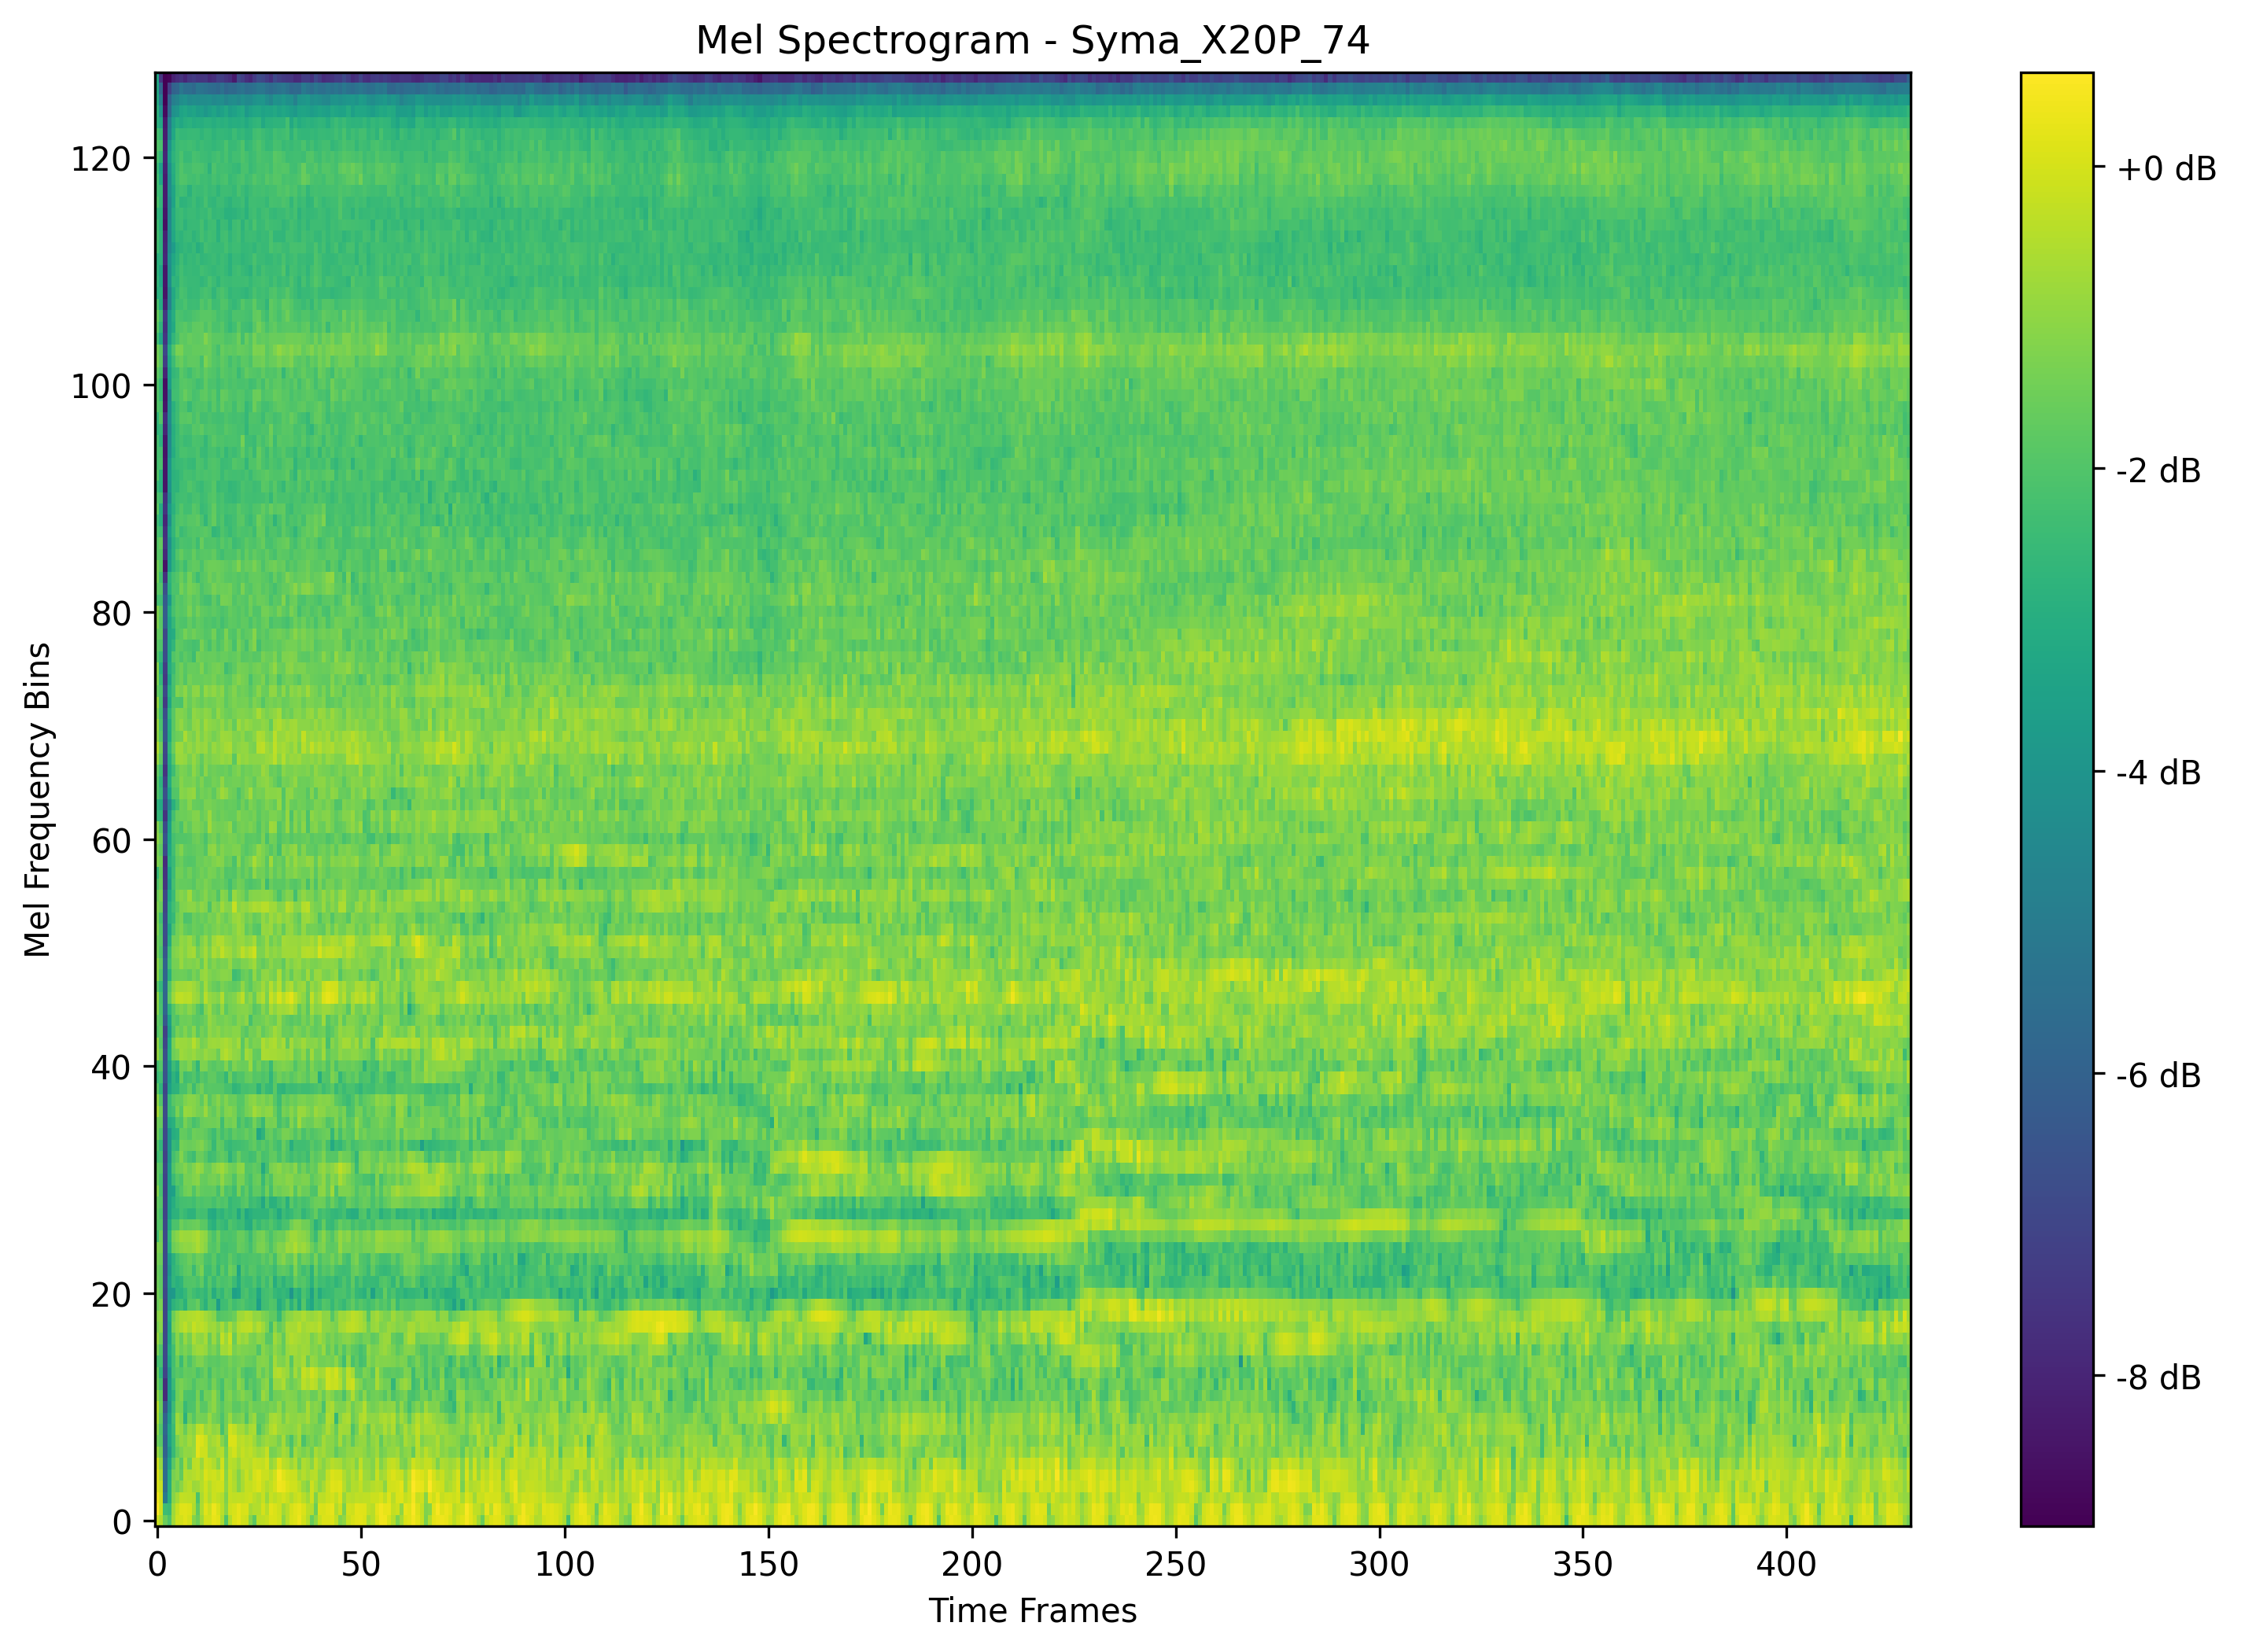 Mel Spectrogram - Syma_X20P_74
Mel Frequency Bins
120
100
80
60
40
20
0
0 50 100 150 200 250 300 350 400
Time Frames
+0 dB
-2 dB
-4 dB
-6 dB
-8 dB